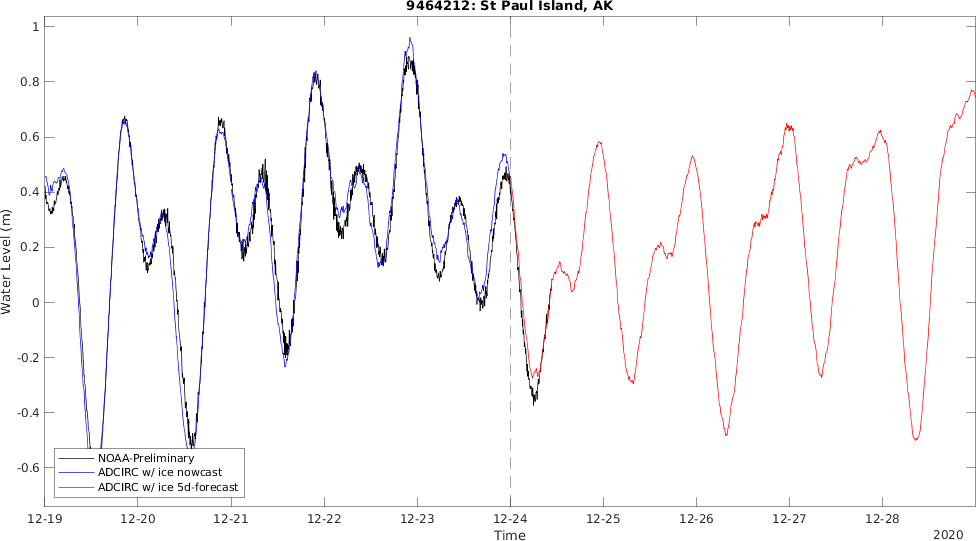 9464212: St Paul Island, AK
Water Level (m)
1
0.8
0.6
0.4
0.2
0
-0.2
-0.4
-0.6
NOAA-Preliminary
ADCIRC w/ ice nowcast
ADCIRC w/ ice 5d-forecast
12-19 12-20 12-21 12-22 12-23 12-24 12-25 12-26 12-27 12-28
Time
2020